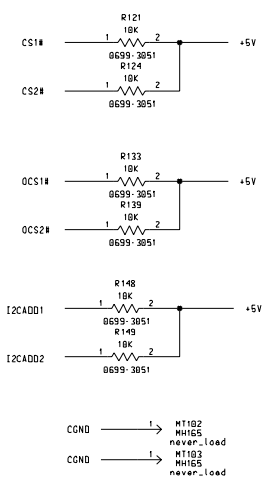 R121
10K
CS1# 1 2 +5V
0699-3051
R124
10K
CS2# 1 2
0699-3051
R133
10K
OCS1# 1 2 +5V
0699-3051
R139
10K
OCS2# 1 2
0699-3051
R148
10K
I2CADD1 1 2 +5V
0699-3051
R149
10K
I2CADD2 1 2
0699-3051
CGND 1 MT102
MH165
never_load
CGND 1 MT103
MH165
never_load